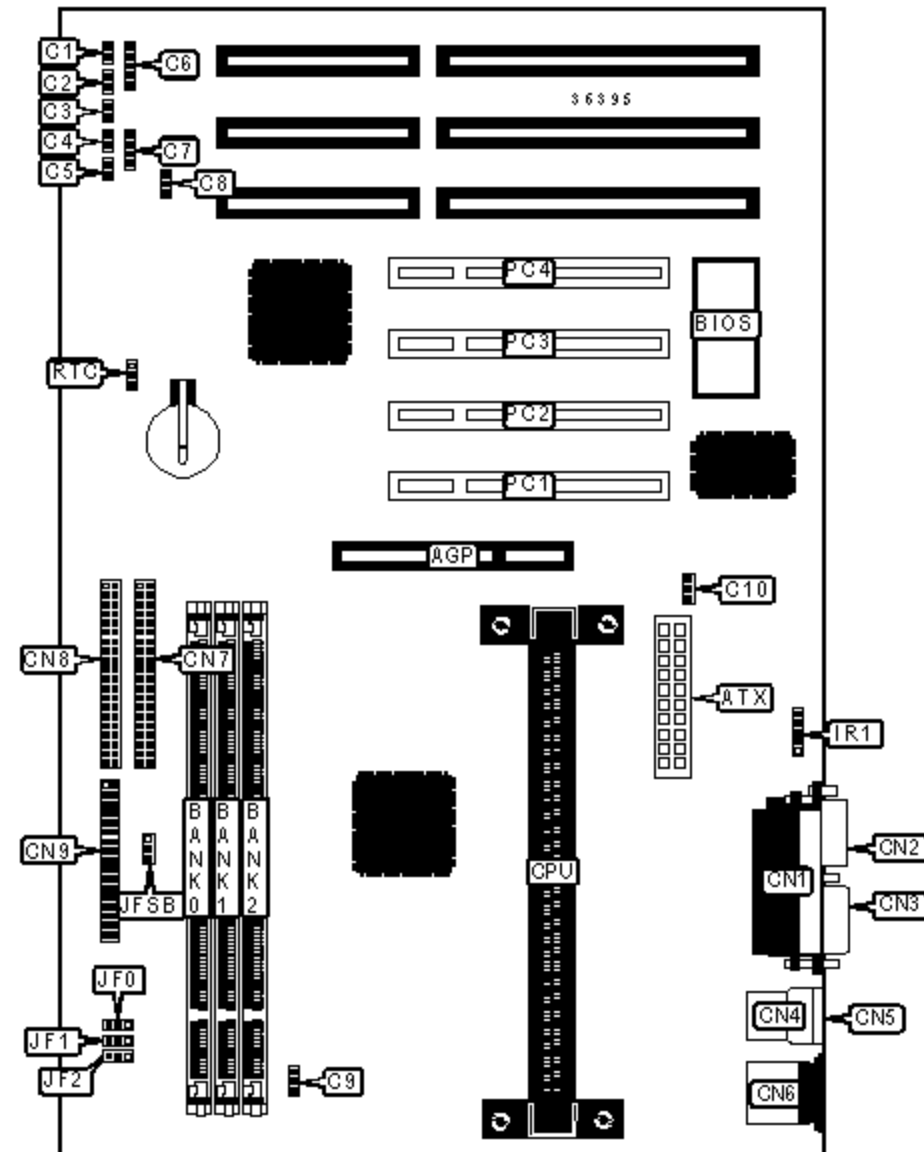 C1
C6
C2
36395
C3
C4
C7
C5
C8
PC4
BIOS
PC3
RTC
PC2
PC1
AGP
C10
CN8
CN7
ATX
IR1
BANK0
BANK1
BANK2
CN9
CN2
CPU
CN1
JFSB
CN3
JF0
CN4
CN5
JF1
JF2
C9
CN6